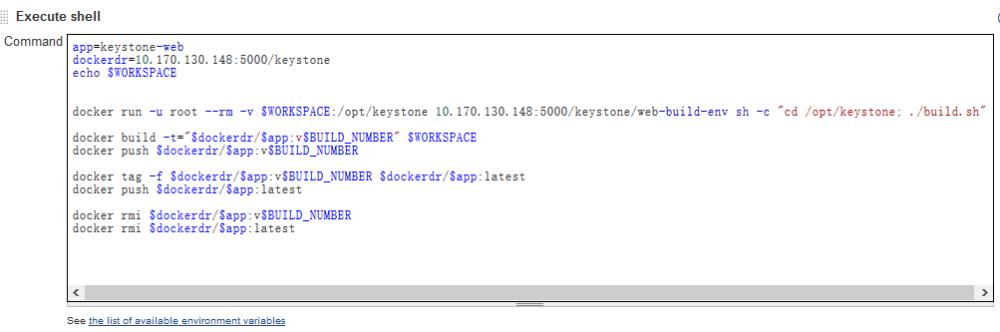 Execute shell
Command
app=keystone-web
dockerdr=10.170.130.148:5000/keystone
echo $WORKSPACE
docker run -u root --rm -v $WORKSPACE:/opt/keystone 10.170.130.148:5000/keystone/web-build-env sh -c "cd /opt/keystone; ./build.sh"
docker build -t="$dockerdr/$app:v$BUILD_NUMBER" $WORKSPACE
docker push $dockerdr/$app:v$BUILD_NUMBER
docker tag -f $dockerdr/$app:v$BUILD_NUMBER $dockerdr/$app:latest
docker push $dockerdr/$app:latest
docker rmi $dockerdr/$app:v$BUILD_NUMBER
docker rmi $dockerdr/$app:latest
See the list of available environment variables